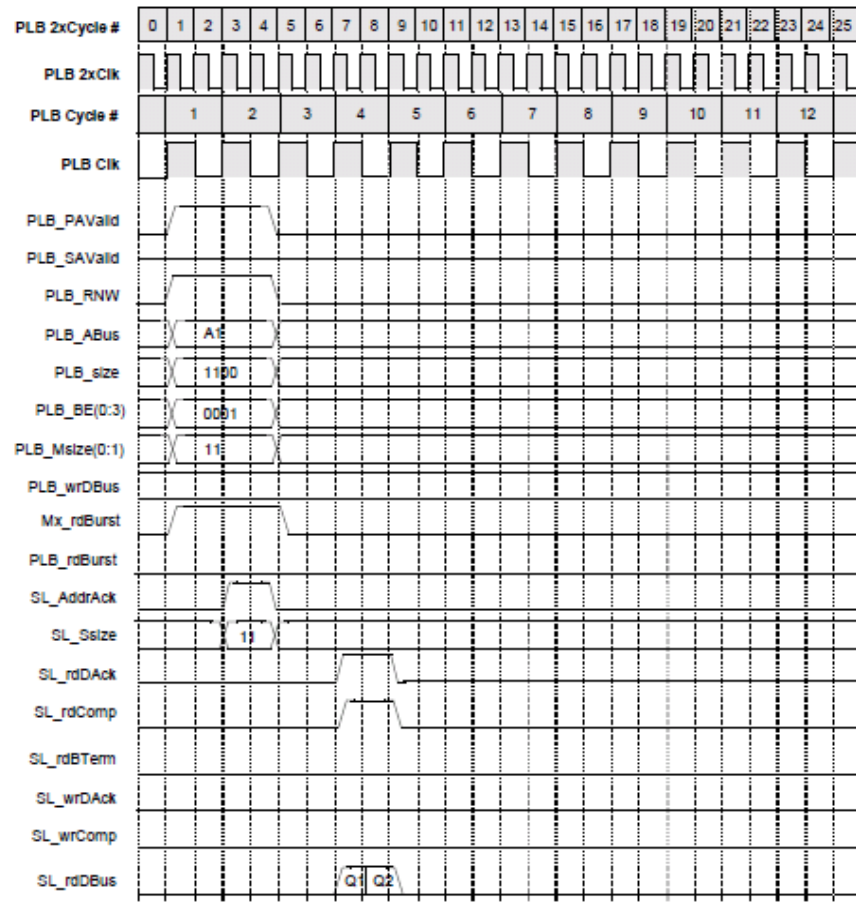 PLB 2xCycle # 0 1 2 3 4 5 6 7 8 9 10 11 12 13 14 15 16 17 18 19 20 21 22 23 24 25
PLB 2xClk
PLB Cycle # 1 2 3 4 5 6 7 8 9 10 11 12
PLB Clk
PLB_PAValid
PLB_SAValid
PLB_RNW
PLB_ABus A1
PLB_size 1100
PLB_BE(0:3) 0001
PLB_Msize(0:1) 11
PLB_wrDBus
Mx_rdBurst
PLB_rdBurst
SL_AddrAck
SL_Ssize 11
SL_rdDAck
SL_rdComp
SL_rdBTerm
SL_wrDAck
SL_wrComp
SL_rdDBus Q1 Q2